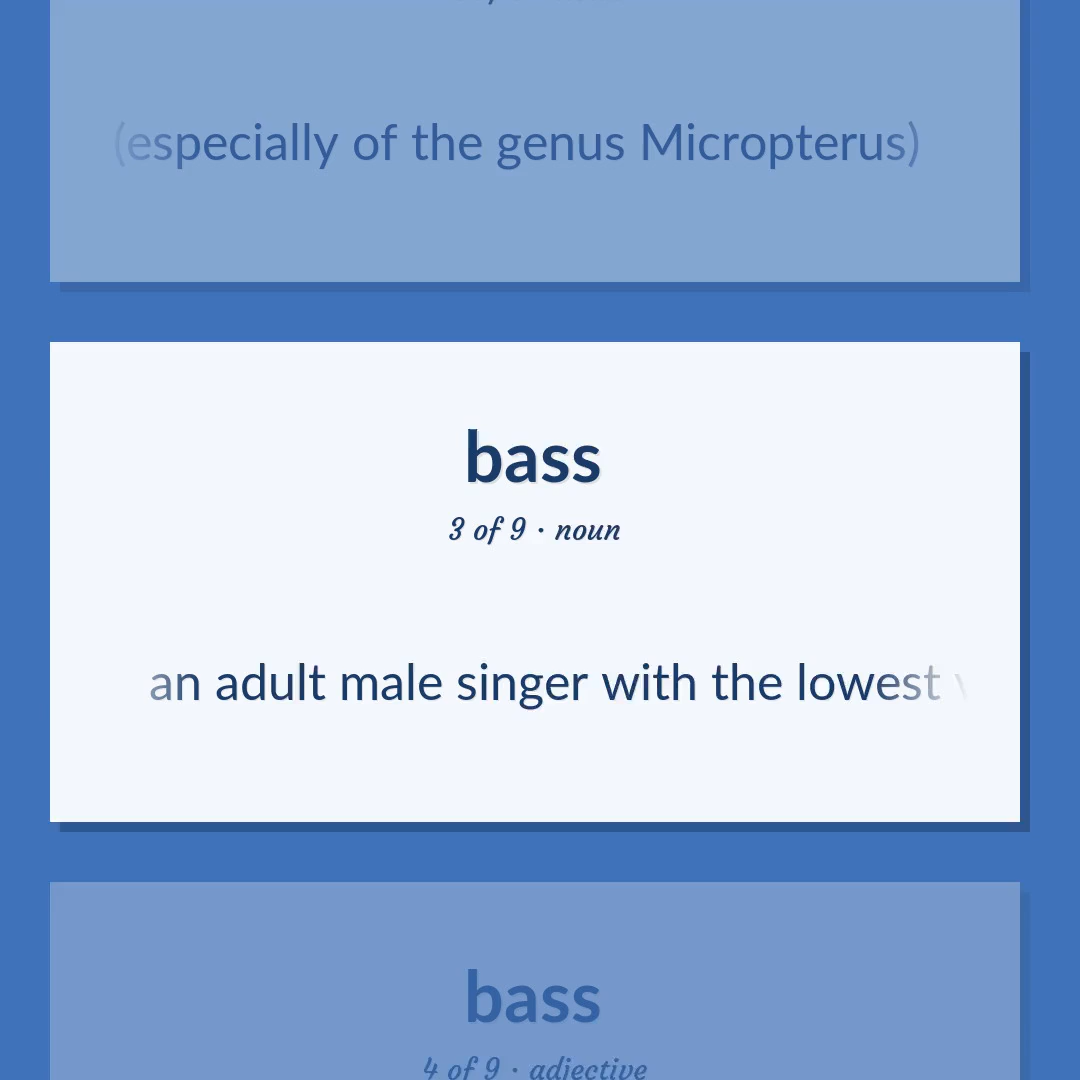 (especially of the genus Micropterus)
bass
3 of 9 · noun
an adult male singer with the lowest
bass
4 of 9 · adjective